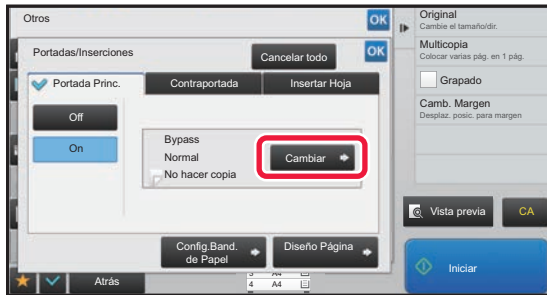 Otros
OK
Portadas/Inserciones
Cancelar todo
OK
Portada Princ.
Contraportada
Insertar Hoja
Off
On
Bypass
Normal
No hacer copia
Cambiar
Config.Band.
de Papel
Diseño Página
Atrás
A4
4 A4
Original
Cambie el tamaño/dir.
Multicopia
Colocar varias pág. en 1 pág.
Grapado
Camb. Margen
Desplaz. posic. para margen
Vista previa
CA
Iniciar